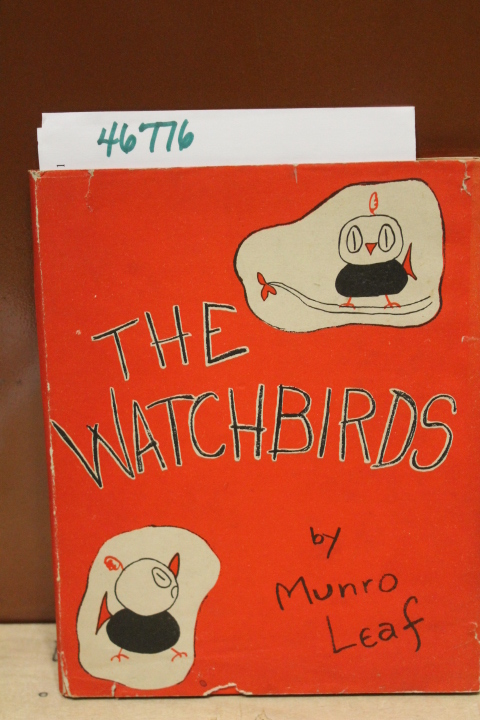 46776
THE
WATCHBIRDS
by
Munro
Leaf